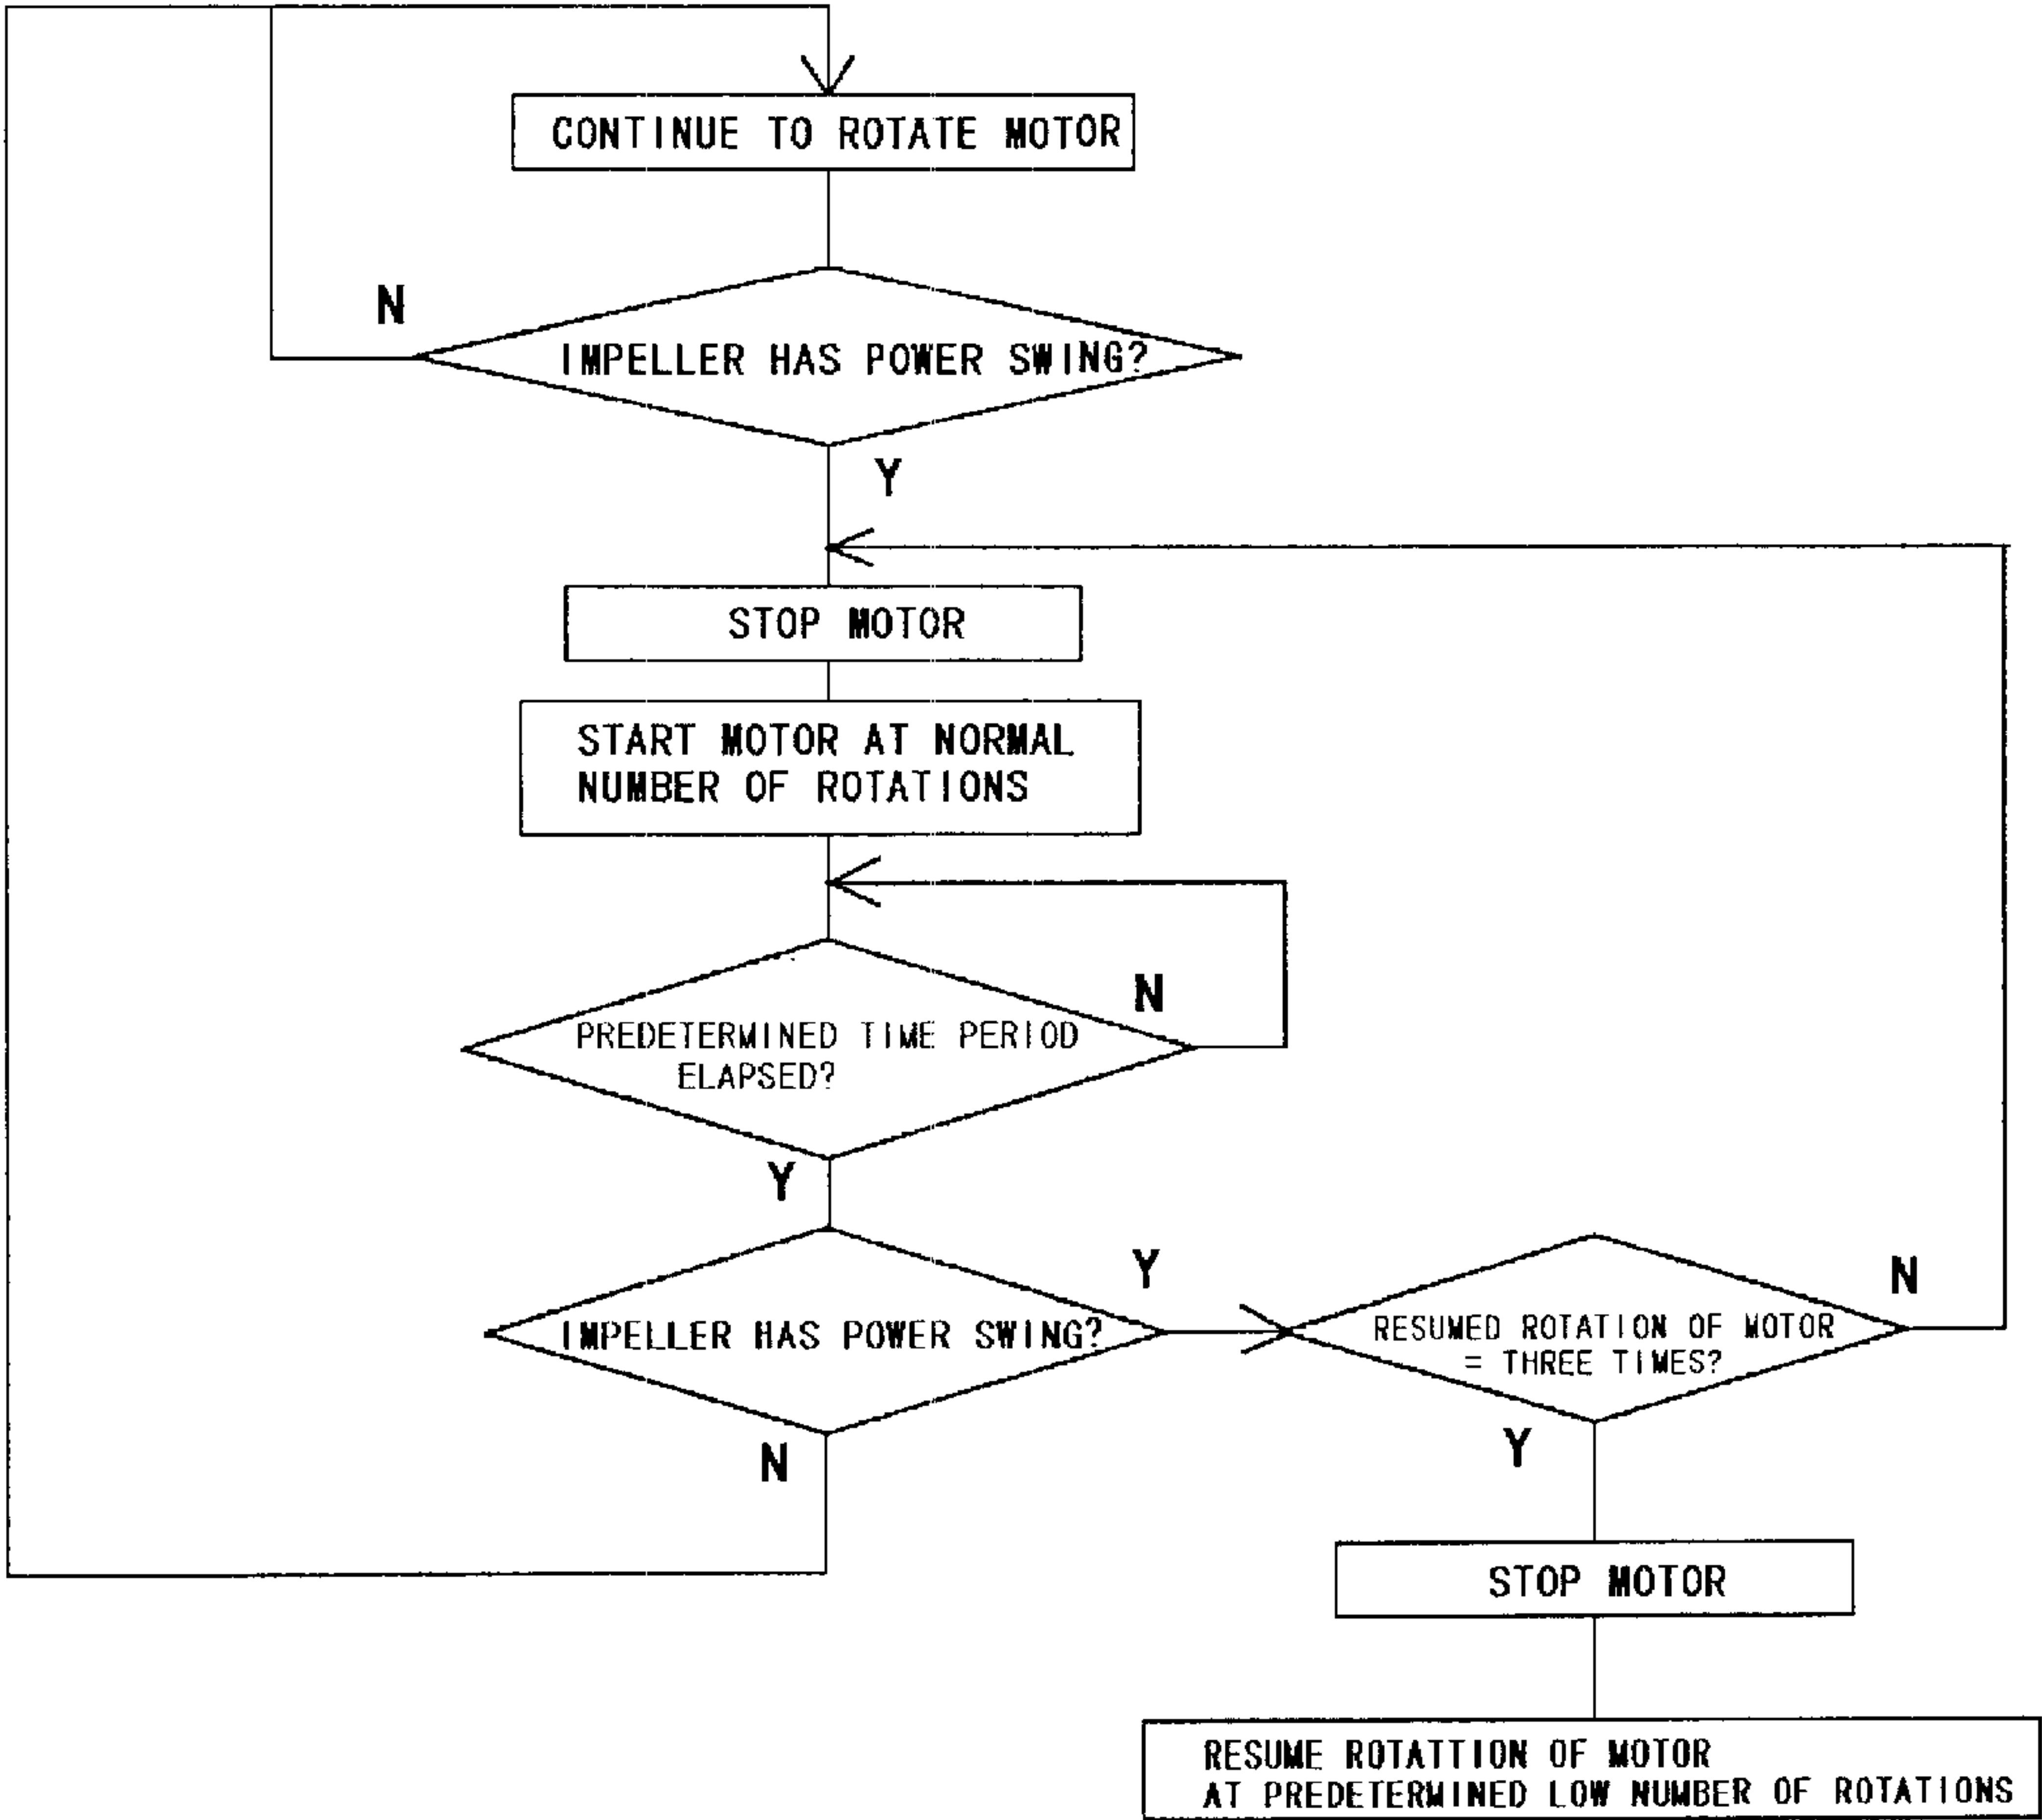 CONTINUE TO ROTATE MOTOR
N
IMPELLER HAS POWER SWING?
Y
STOP MOTOR
START MOTOR AT NORMAL
NUMBER OF ROTATIONS
N
PREDETERMINED TIME PERIOD
ELAPSED?
Y
IMPELLER HAS POWER SWING?
Y
N
RESUMED ROTATION OF MOTOR
= THREE TIMES?
N
Y
STOP MOTOR
RESUME ROTATTION OF MOTOR
AT PREDETERMINED LOW NUMBER OF ROTATIONS